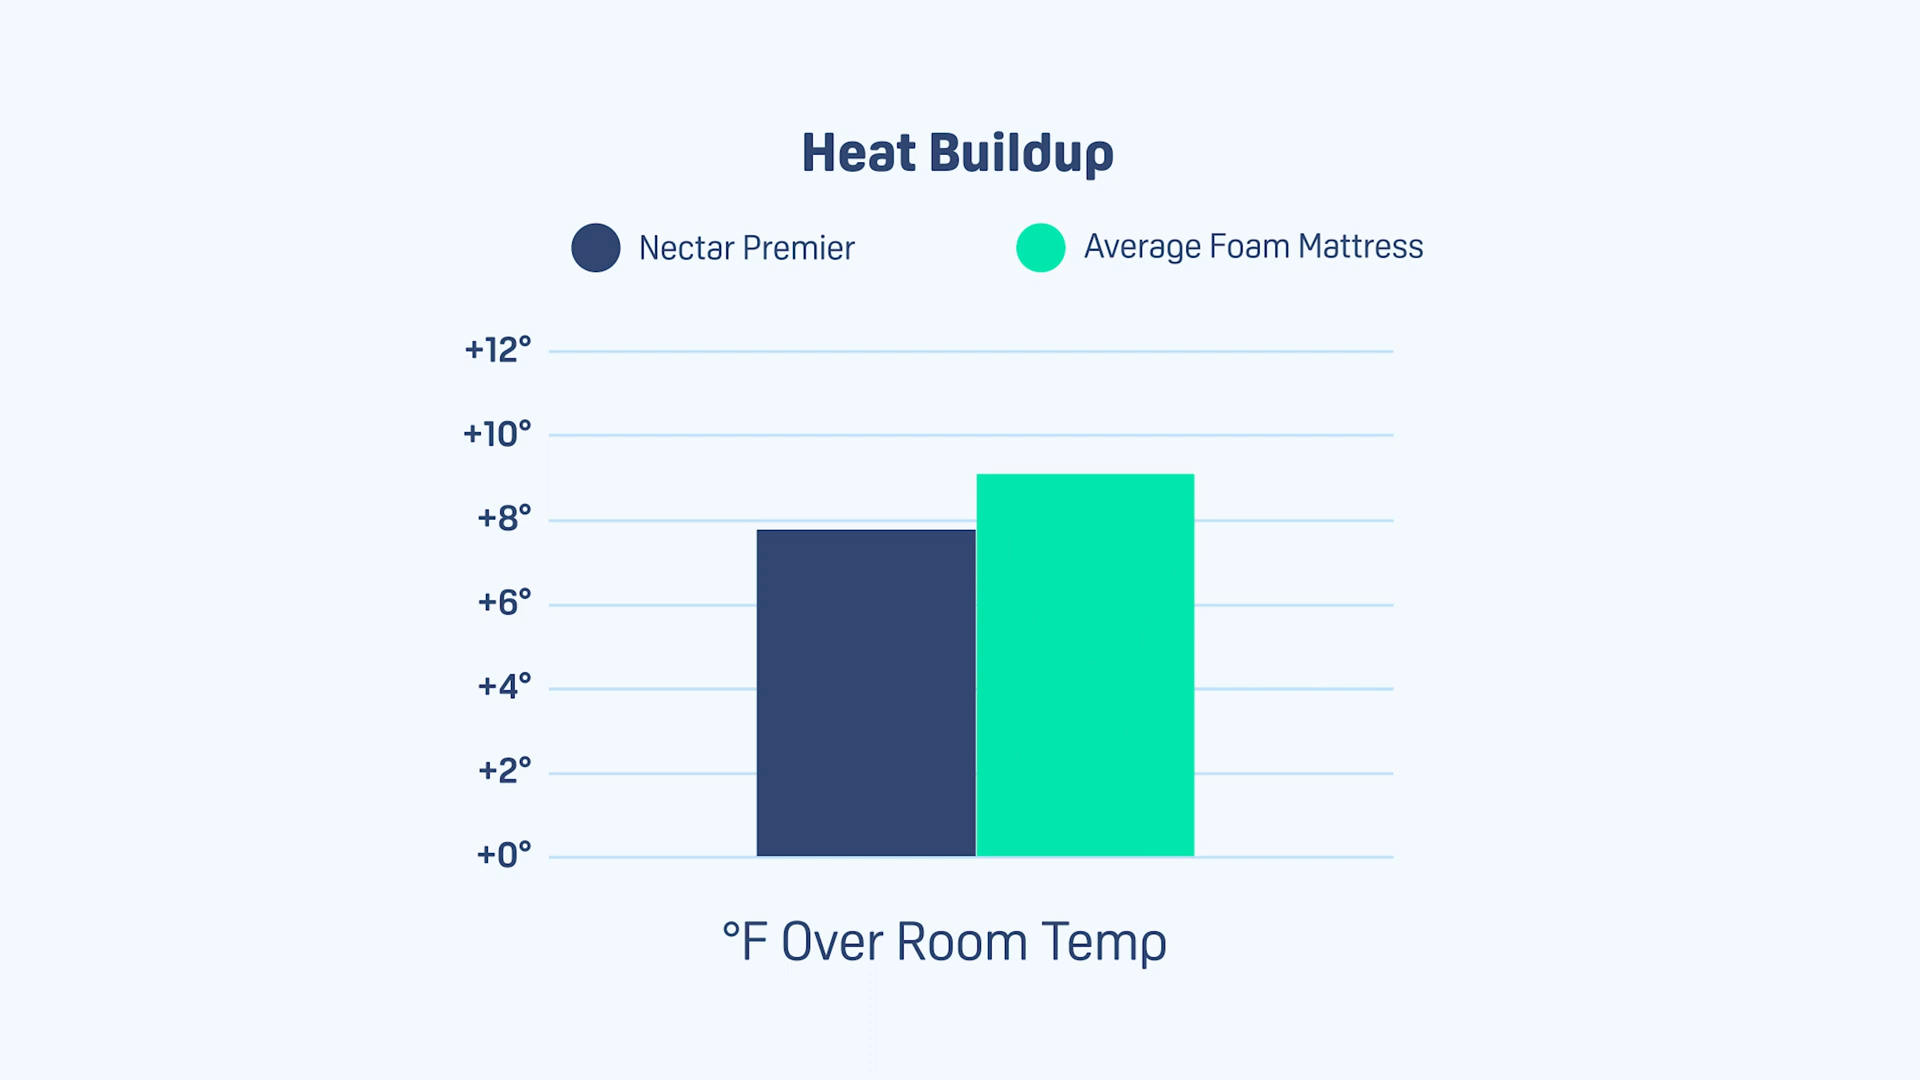 Heat Buildup
Nectar Premier
Average Foam Mattress
+12°
+10°
+8°
+6°
+4°
+2°
+0°
°F Over Room Temp